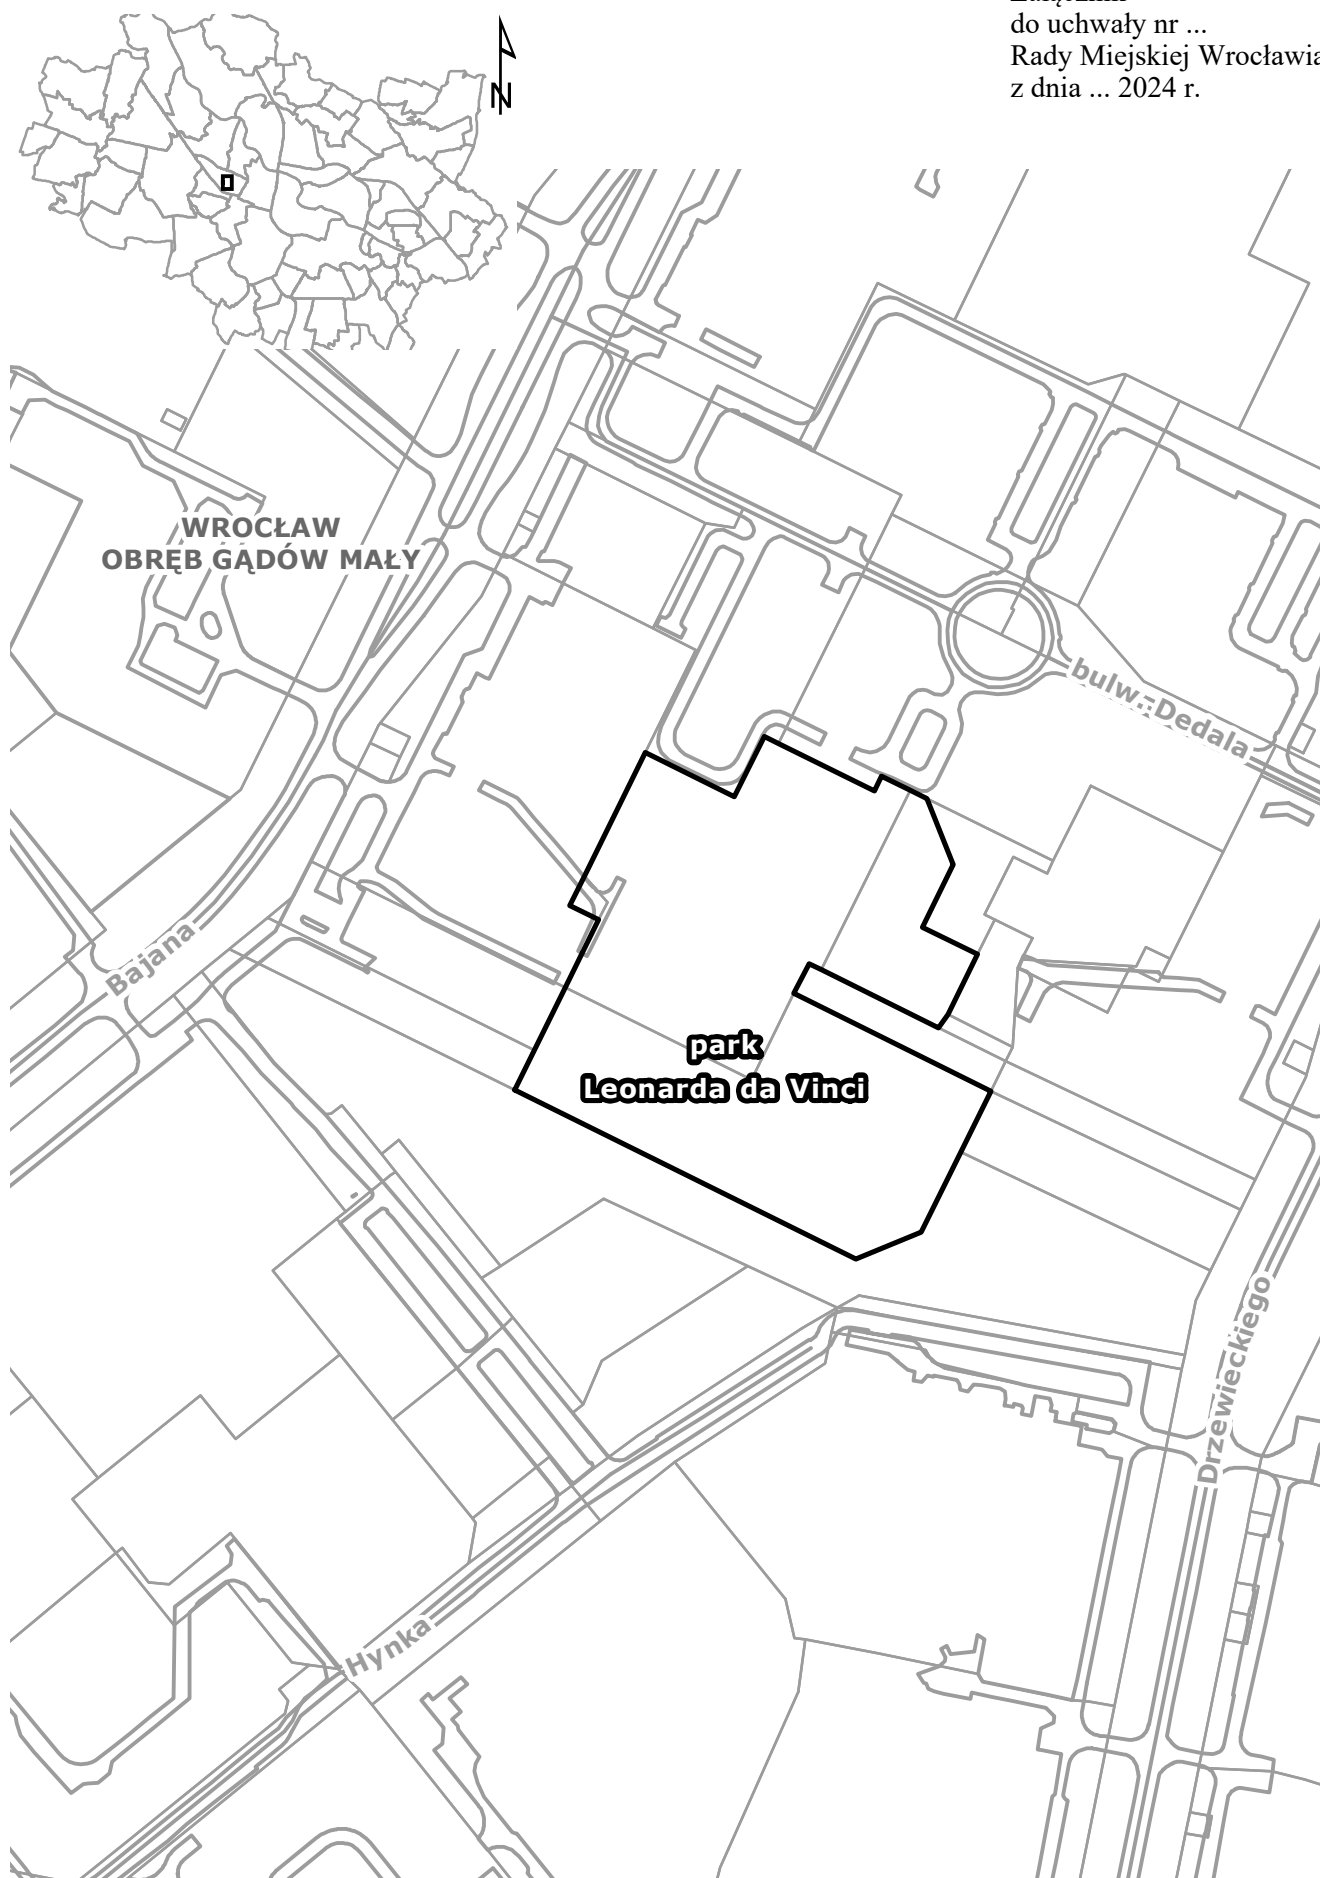 do uchwały nr ...
Rady Miejskiej Wrocławia
z dnia ... 2024 r.
N
WROCŁAW
OBRĘB GĄDÓW MAŁY
bulw. Dedala
Bajana
park
Leonarda da Vinci
Drzewieckiego
Hynka